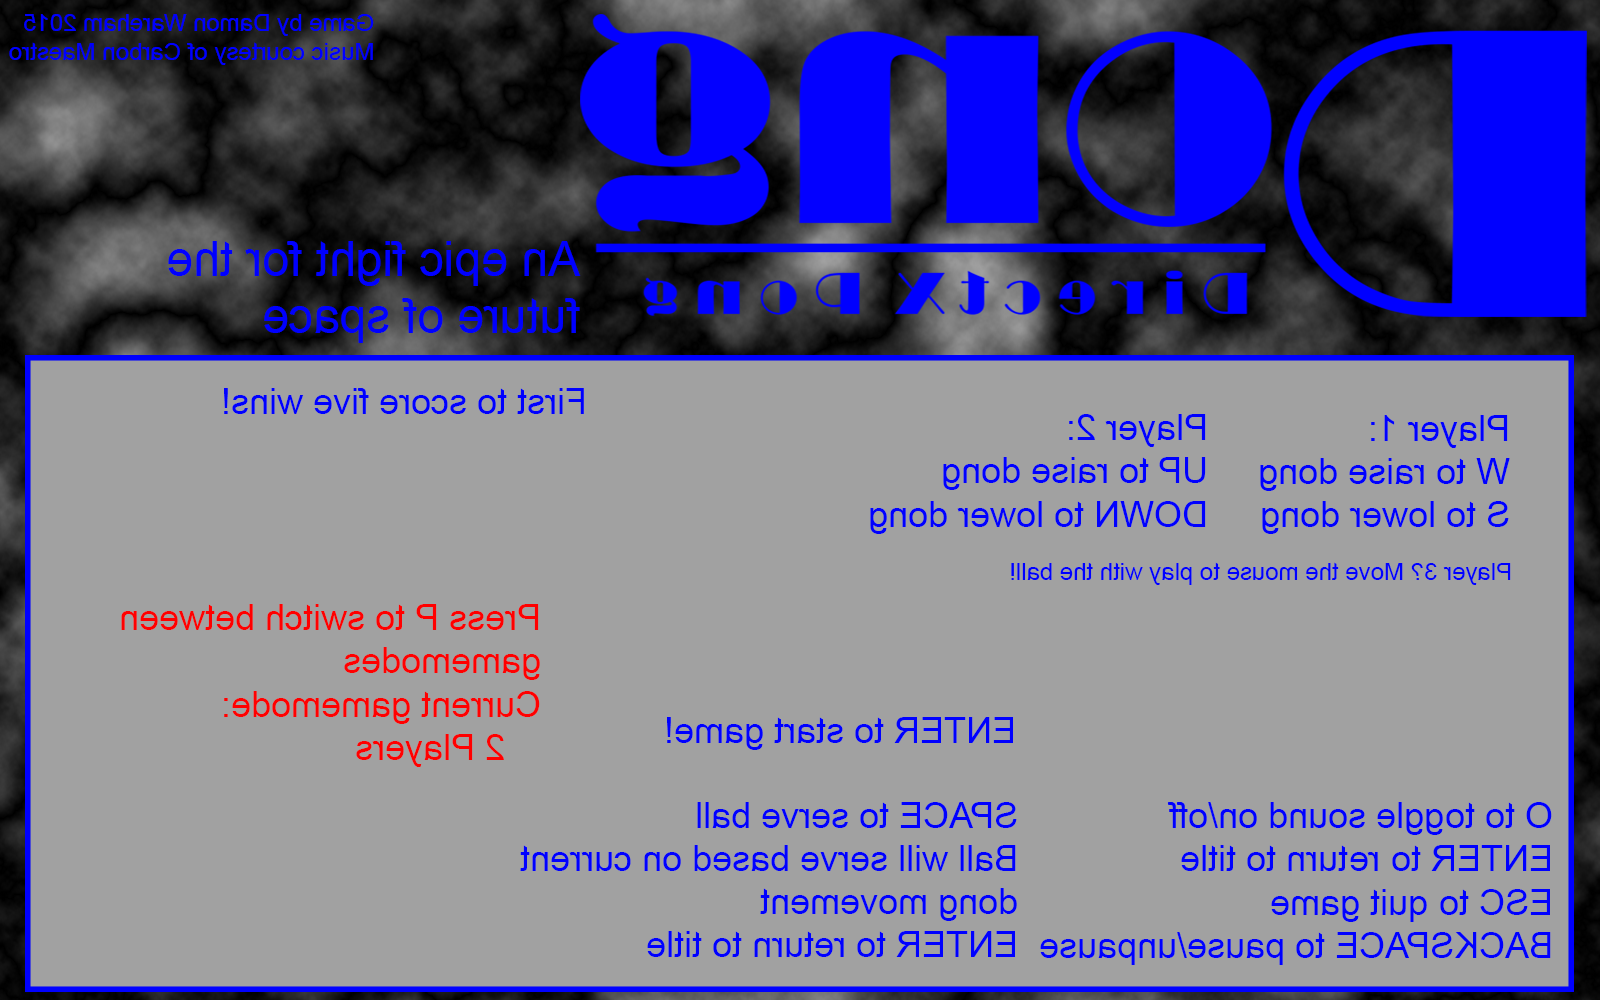 Dong
DirectX Dong
An epic fight for the
future of space
Game by Damon Wareham 2015
Music courtesy of Carbon Maestro
Player 1:
W to raise dong
S to lower dong
Player 2:
UP to raise dong
DOWN to lower dong
Player 3? Move the mouse to play with the ball!
First to score five wins!
Press P to switch between
gamemodes
Current gamemode:
2 Players
ENTER to start game!
O to toggle sound on/off
ENTER to return to title
ESC to quit game
BACKSPACE to pause/unpause
SPACE to serve ball
Ball will serve based on current
dong movement
ENTER to return to title